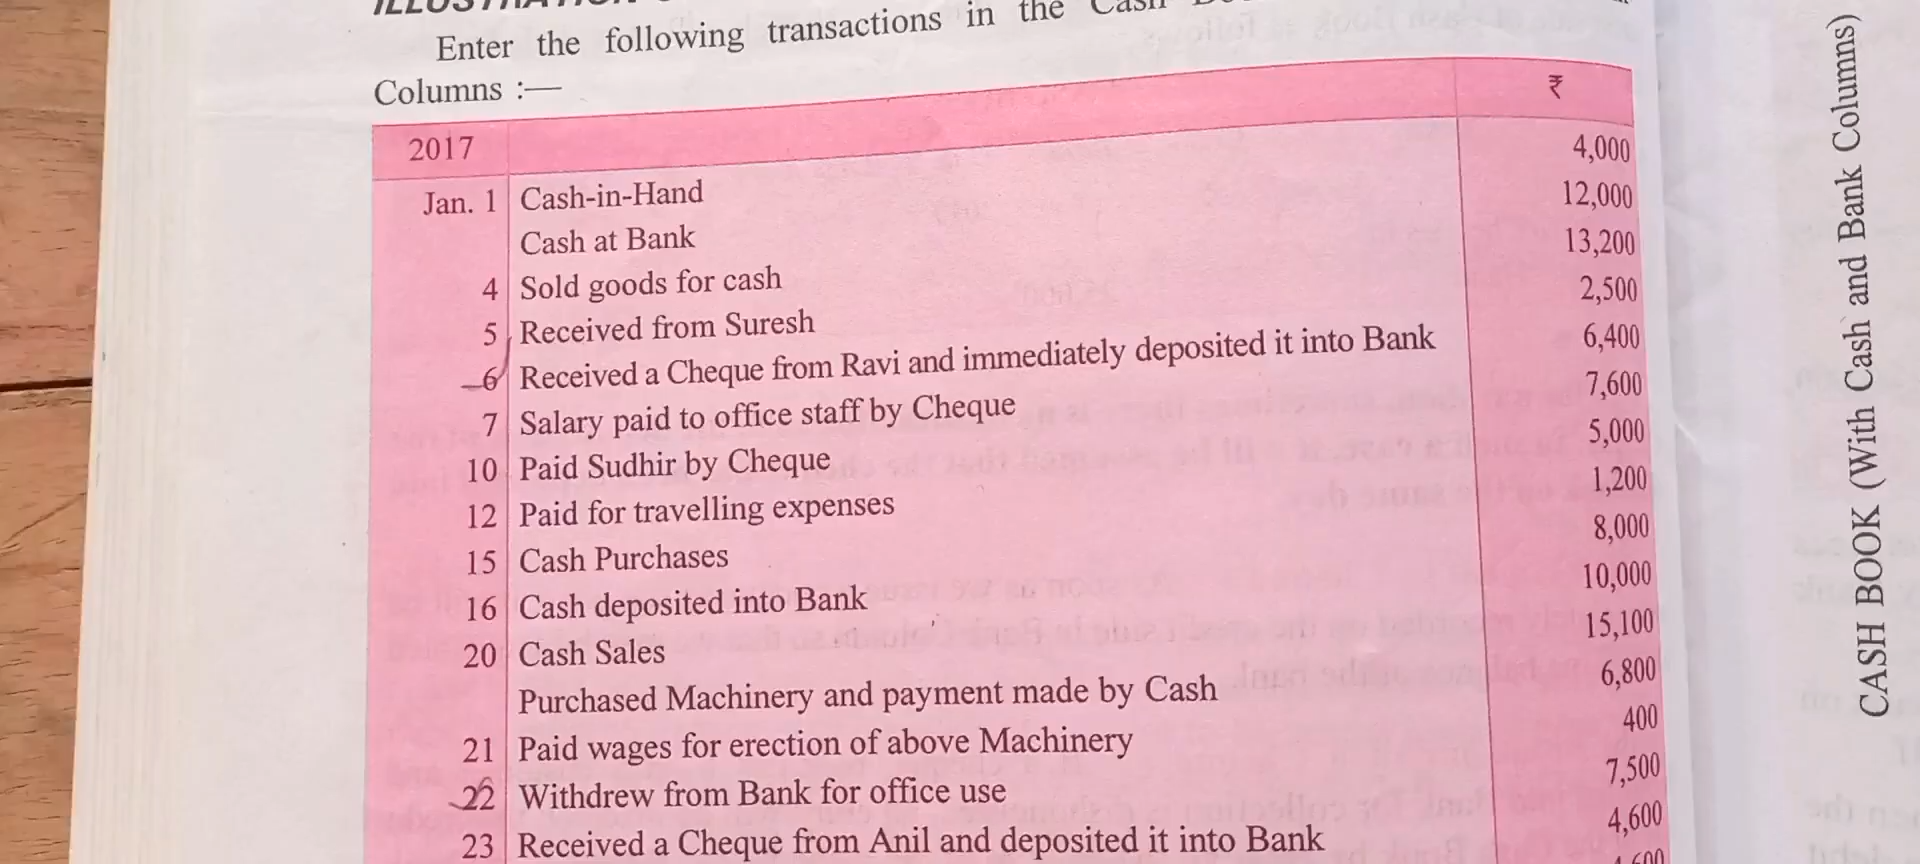 Enter the following transactions in the Cash
Columns :—
2017 ₹
Jan. 1 Cash-in-Hand 4,000
Cash at Bank 12,000
4 Sold goods for cash 13,200
5 Received from Suresh 2,500
6 Received a Cheque from Ravi and immediately deposited it into Bank 6,400
7 Salary paid to office staff by Cheque 7,600
10 Paid Sudhir by Cheque 5,000
12 Paid for travelling expenses 1,200
15 Cash Purchases 8,000
16 Cash deposited into Bank 10,000
20 Cash Sales 15,100
Purchased Machinery and payment made by Cash 6,800
21 Paid wages for erection of above Machinery 400
22 Withdrew from Bank for office use 7,500
23 Received a Cheque from Anil and deposited it into Bank 4,600
CASH BOOK (With Cash and Bank Columns)